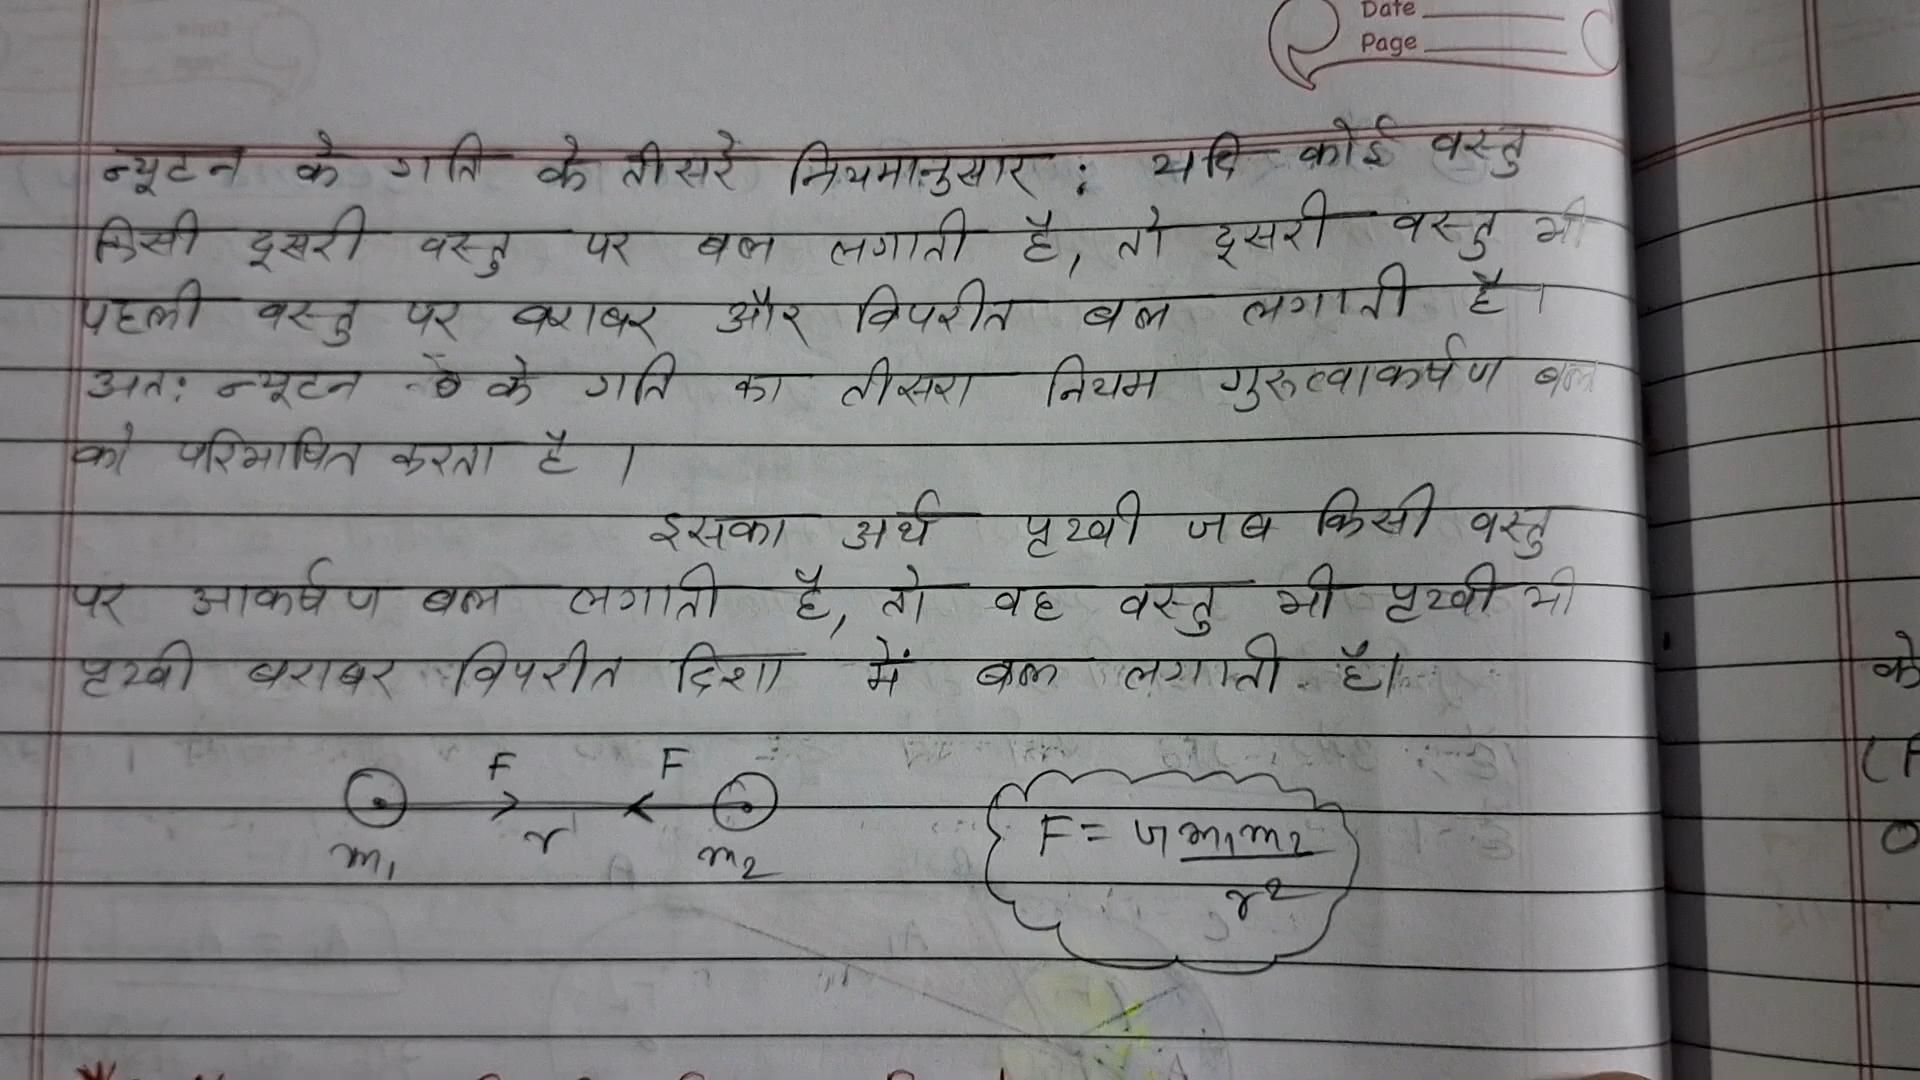 Date
Page
न्यूटन के गति के तीसरे नियमानुसार : यदि कोई वस्तु
किसी दूसरी वस्तु पर बल लगाती है, तो दूसरी वस्तु भी
पहली वस्तु पर बराबर और विपरीत बल लगाती है।
अतः न्यूटन के गति का तीसरा नियम गुरुत्वाकर्षण बल
को परिभाषित करता है।
इसका अर्थ पृथ्वी जब किसी वस्तु
पर आकर्षण बल लगाती है, तो वह वस्तु भी पृथ्वी भी
पृथ्वी बराबर विपरीत दिशा में बल लगाती है।
F F
r
m₁ m₂
F = G m₁m₂
r²
के